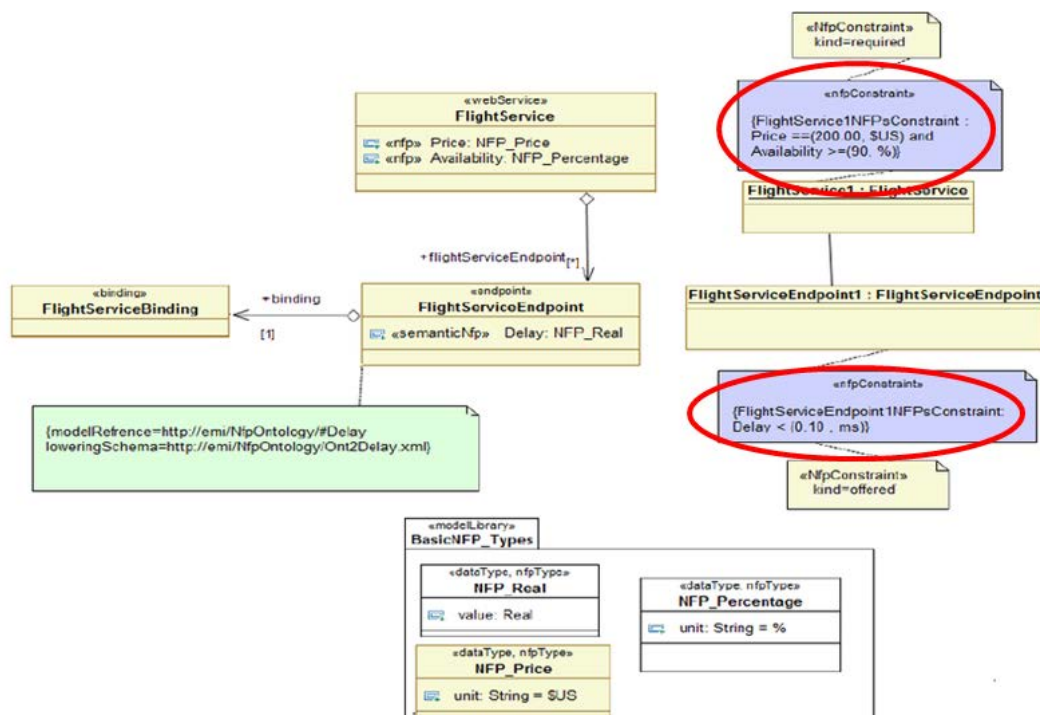 «NfpConstraint»
kind=required
«nfpConstraint»
{FlightService1NFPsConstraint :
Price ==(200.00, $US) and
Availability >=(90, %)}
FlightService1 : FlightService
«webService»
FlightService
«nfp» Price: NFP_Price
«nfp» Availability: NFP_Percentage
+flightServiceEndpoint
[*]
«binding»
FlightServiceBinding
+binding
[1]
«endpoint»
FlightServiceEndpoint
«semanticNfp» Delay: NFP_Real
FlightServiceEndpoint1 : FlightServiceEndpoint
«nfpConstraint»
{FlightServiceEndpoint1NFPsConstraint:
Delay < (0.10 , ms)}
«NfpConstraint»
kind=offered
{modelRefrence=http://emi/NfpOntology/#Delay
loweringSchema=http://emi/NfpOntology/Ont2Delay.xml}
«modelLibrary»
BasicNFP_Types
«dataType, nfpType»
NFP_Real
value: Real
«dataType, nfpType»
NFP_Percentage
unit: String = %
«dataType, nfpType»
NFP_Price
unit: String = $US